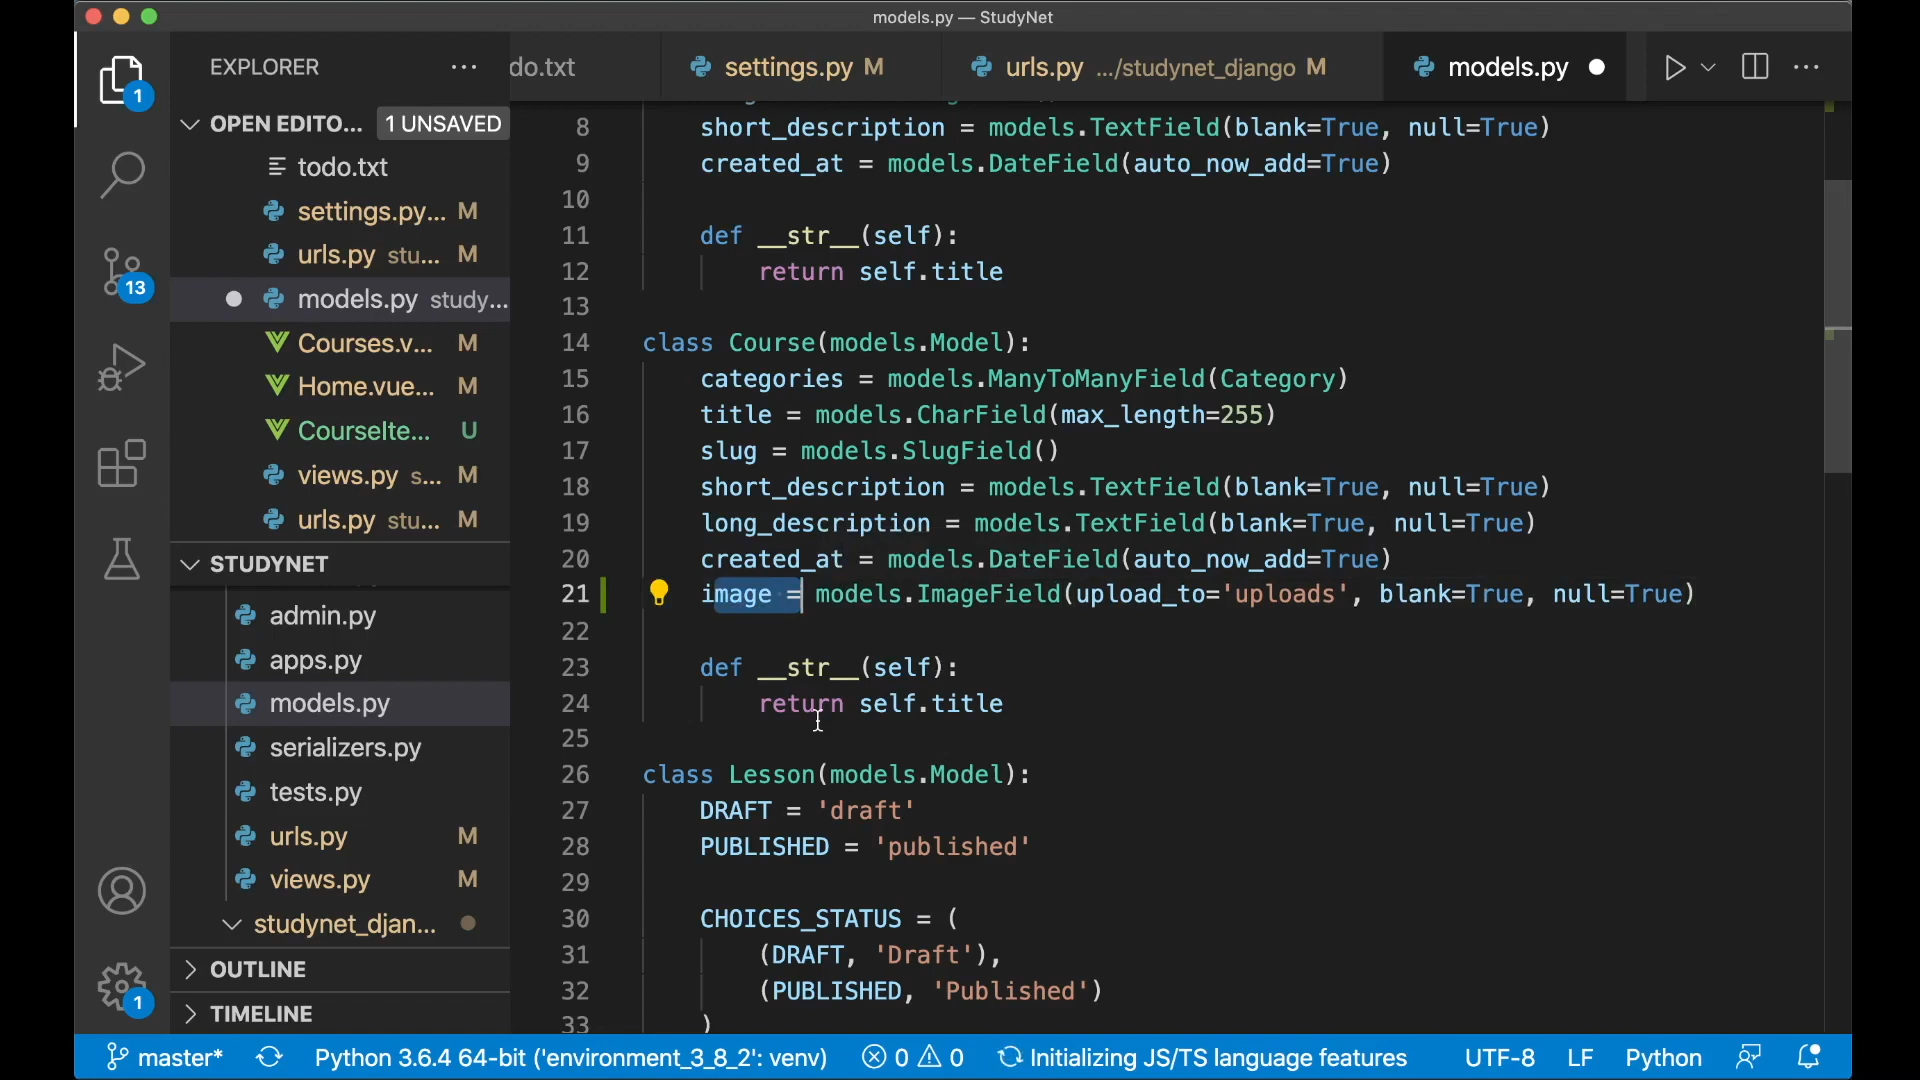 models.py — StudyNet
EXPLORER
do.txt
settings.py M
urls.py .../studynet_django M
models.py
1
OPEN EDITO... 1 UNSAVED
todo.txt
settings.py... M
urls.py stu... M
models.py study...
Courses.v... M
Home.vue... M
CourseIte... U
views.py s... M
urls.py stu... M
13
STUDYNET
admin.py
apps.py
models.py
serializers.py
tests.py
urls.py M
views.py M
studynet_djan...
OUTLINE
TIMELINE
1
8 short_description = models.TextField(blank=True, null=True)
9 created_at = models.DateField(auto_now_add=True)
10
11 def __str__(self):
12 return self.title
13
14 class Course(models.Model):
15 categories = models.ManyToManyField(Category)
16 title = models.CharField(max_length=255)
17 slug = models.SlugField()
18 short_description = models.TextField(blank=True, null=True)
19 long_description = models.TextField(blank=True, null=True)
20 created_at = models.DateField(auto_now_add=True)
21 image = models.ImageField(upload_to='uploads', blank=True, null=True)
22
23 def __str__(self):
24 return self.title
25
26 class Lesson(models.Model):
27 DRAFT = 'draft'
28 PUBLISHED = 'published'
29
30 CHOICES_STATUS = (
31 (DRAFT, 'Draft'),
32 (PUBLISHED, 'Published')
33 )
master* Python 3.6.4 64-bit ('environment_3_8_2': venv) 0 0 Initializing JS/TS language features UTF-8 LF Python